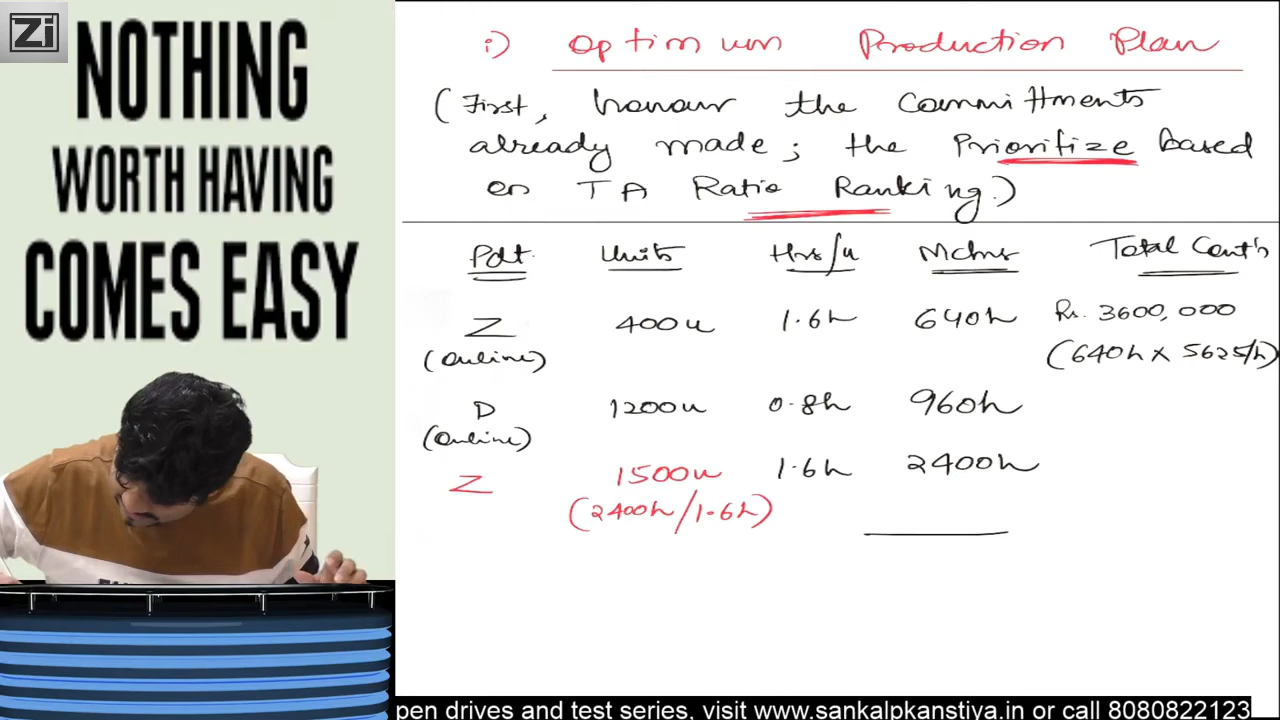 Zi
NOTHING
WORTH HAVING
COMES EASY
i) Optimum Production Plan
(First, honour the Commitments
already made; the Prioritize based
on TA Ratio Ranking.)
Pdt. Units Hrs/u Mchrs Total Cont'n
Z 400u 1.6h 640h Rs. 3600,000
(Online) (640h x 5625/h)
D 1200u 0.8h 960h
(Online)
Z 1500u 1.6h 2400h
(2400h/1.6h)
pen drives and test series, visit www.sankalpkanstiya.in or call 8080822123